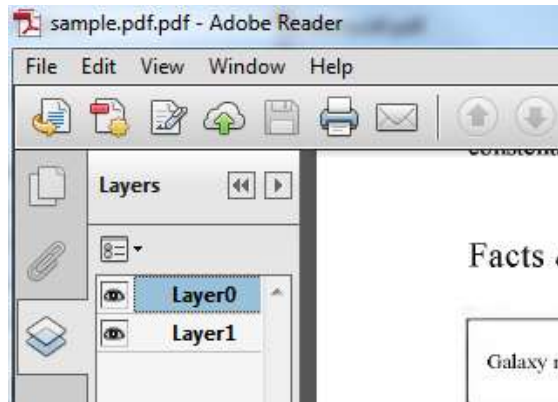 sample.pdf.pdf - Adobe Reader
File Edit View Window Help
Layers
Facts
Layer0
Layer1
Galaxy